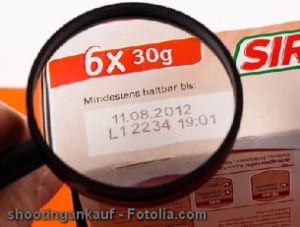 6x 30g
SIR
Mindestens haltbar bis:
11.08.2012
L1 2234 19:01
shootingankauf - Fotolia.com